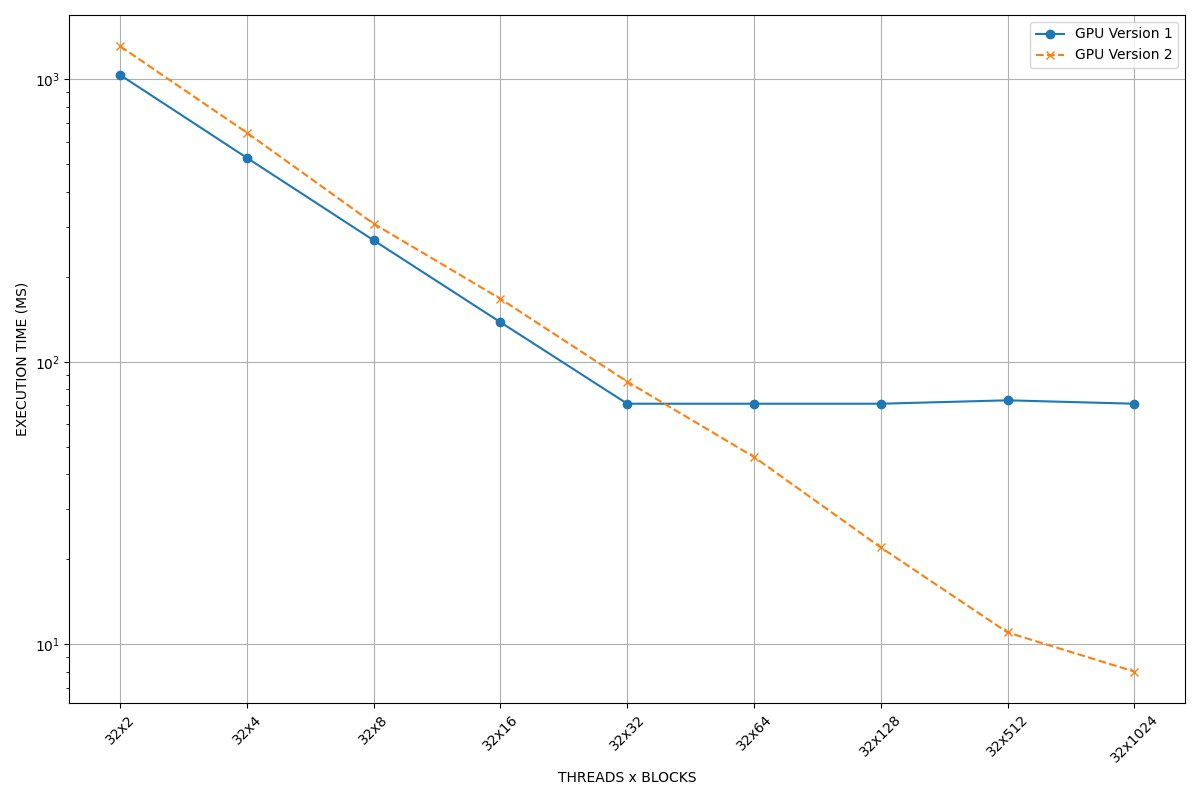 GPU Version 1
GPU Version 2
EXECUTION TIME (MS)
10³
10²
10¹
32x2
32x4
32x8
32x16
32x32
32x64
32x128
32x512
32x1024
THREADS x BLOCKS